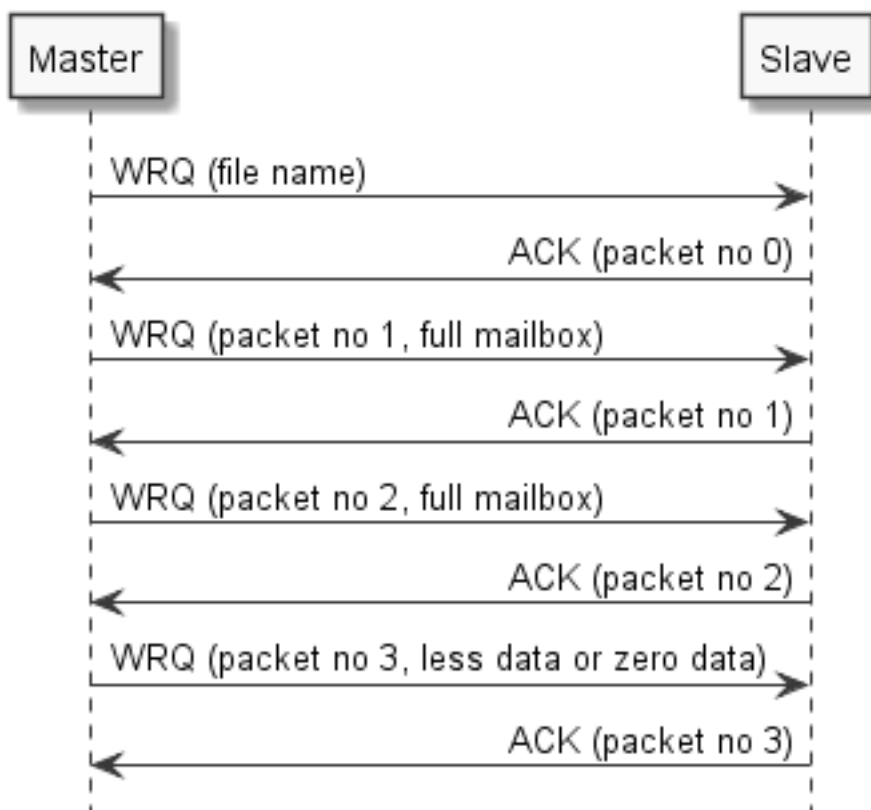 Master
Slave
WRQ (file name)
ACK (packet no 0)
WRQ (packet no 1, full mailbox)
ACK (packet no 1)
WRQ (packet no 2, full mailbox)
ACK (packet no 2)
WRQ (packet no 3, less data or zero data)
ACK (packet no 3)